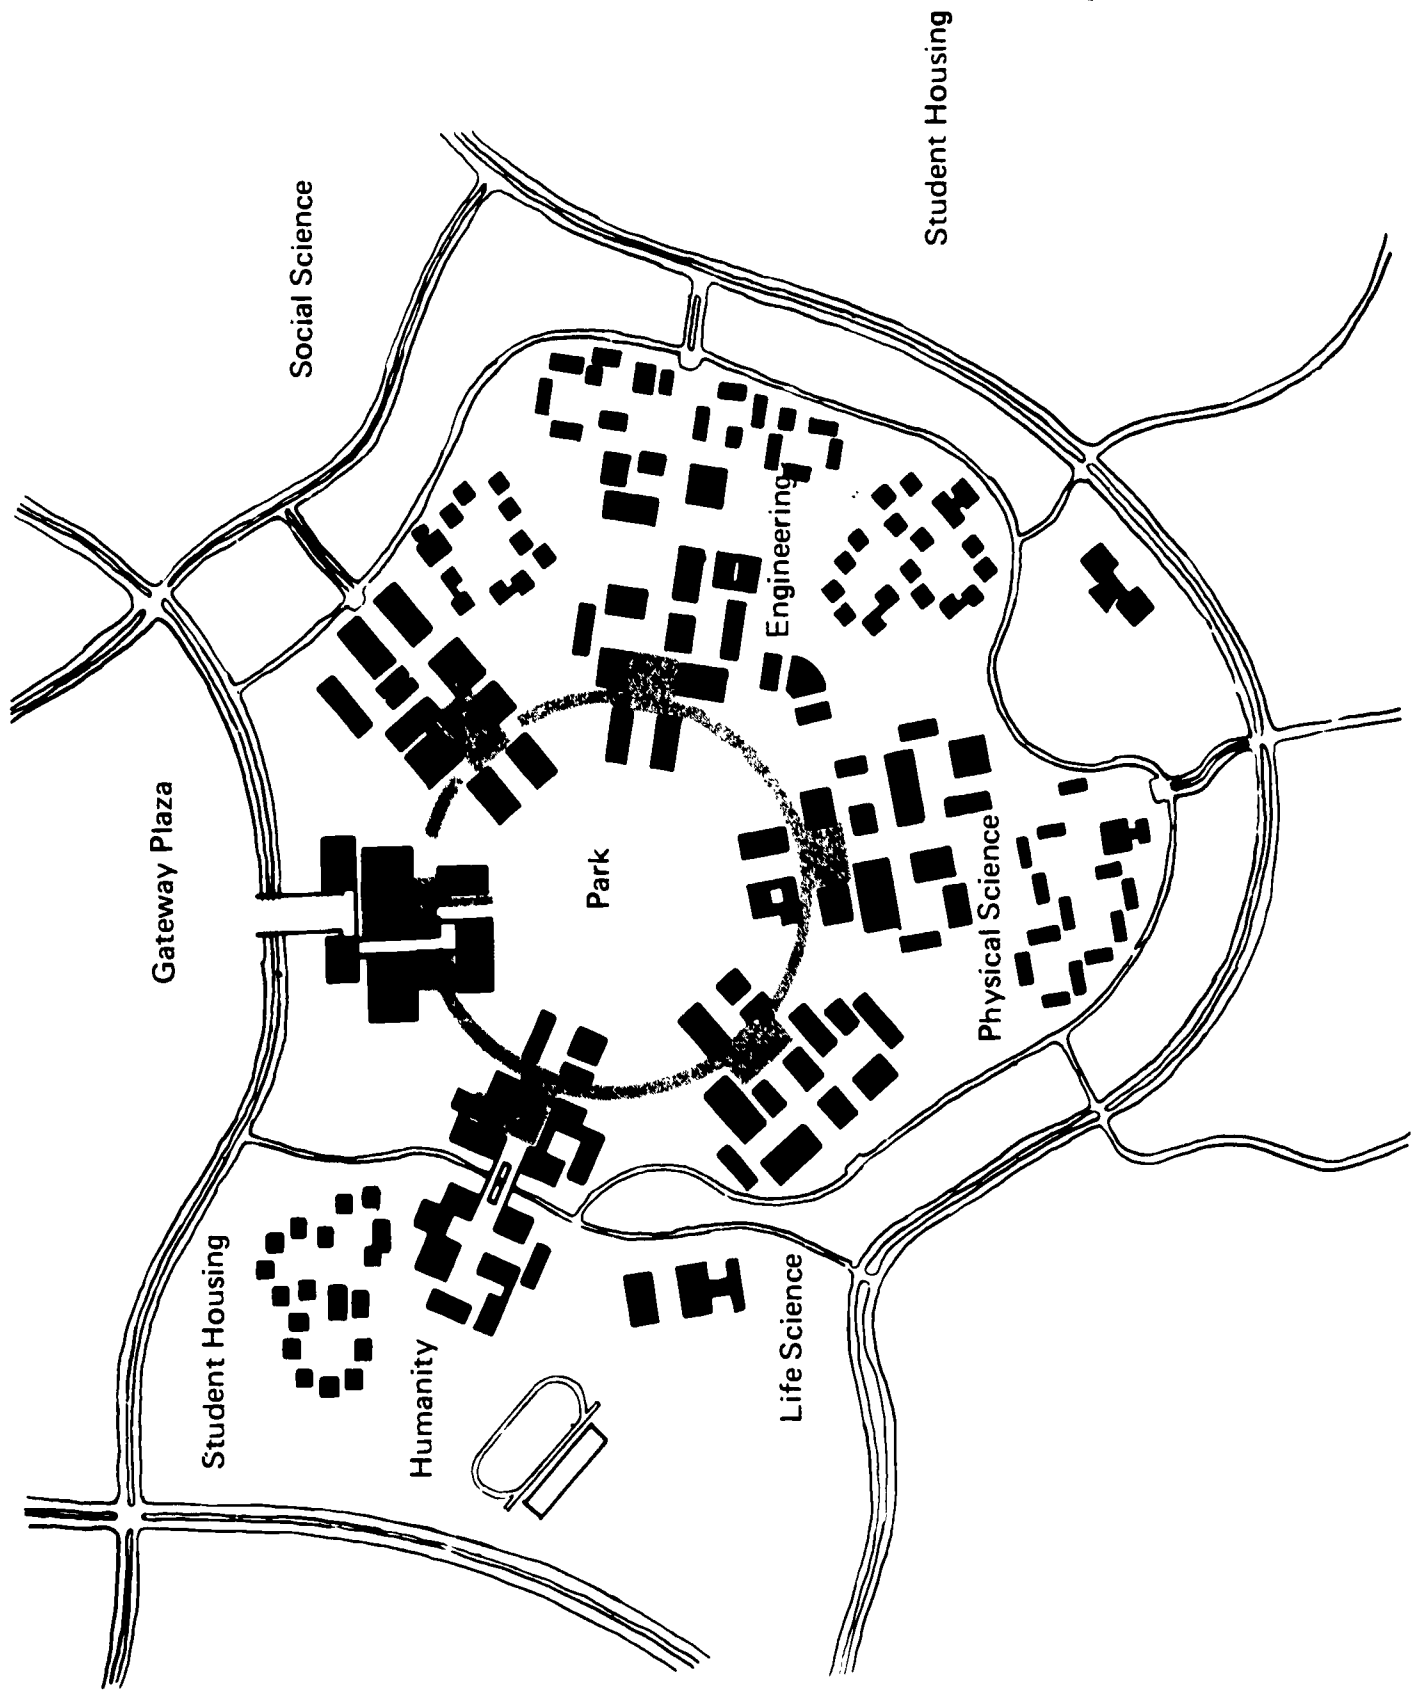 Gateway Plaza
Social Science
Student Housing
Humanity
Park
Engineering
Student Housing
Life Science
Physical Science